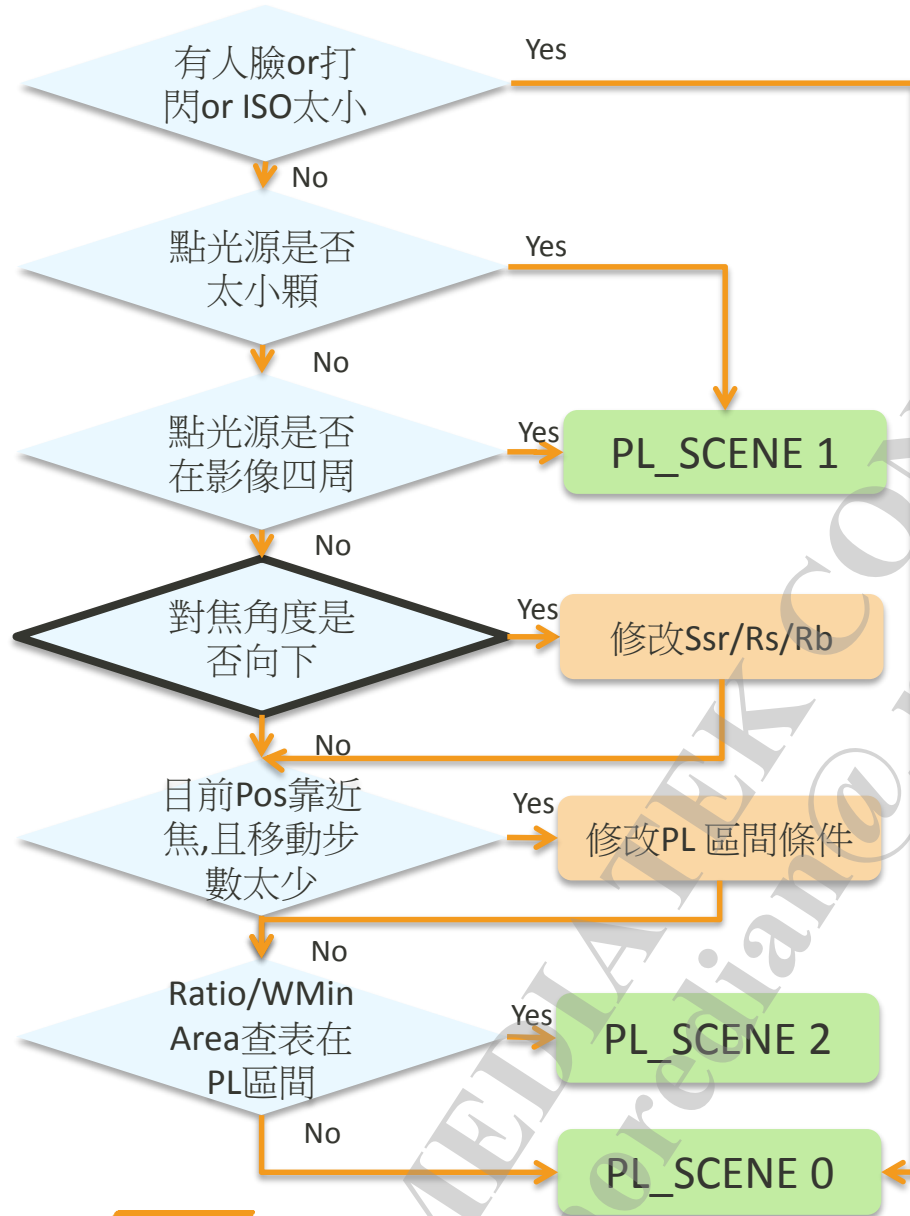 有人臉or打
閃or ISO太小
Yes
No
點光源是否
太小顆
Yes
No
點光源是否
在影像四周
Yes
PL_SCENE 1
No
對焦角度是
否向下
Yes
修改Ssr/Rs/Rb
No
目前Pos靠近
焦,且移動步
數太少
Yes
修改PL 區間條件
No
Ratio/WMin
Area查表在
PL區間
Yes
PL_SCENE 2
No
PL_SCENE 0
MEDIATEK CON